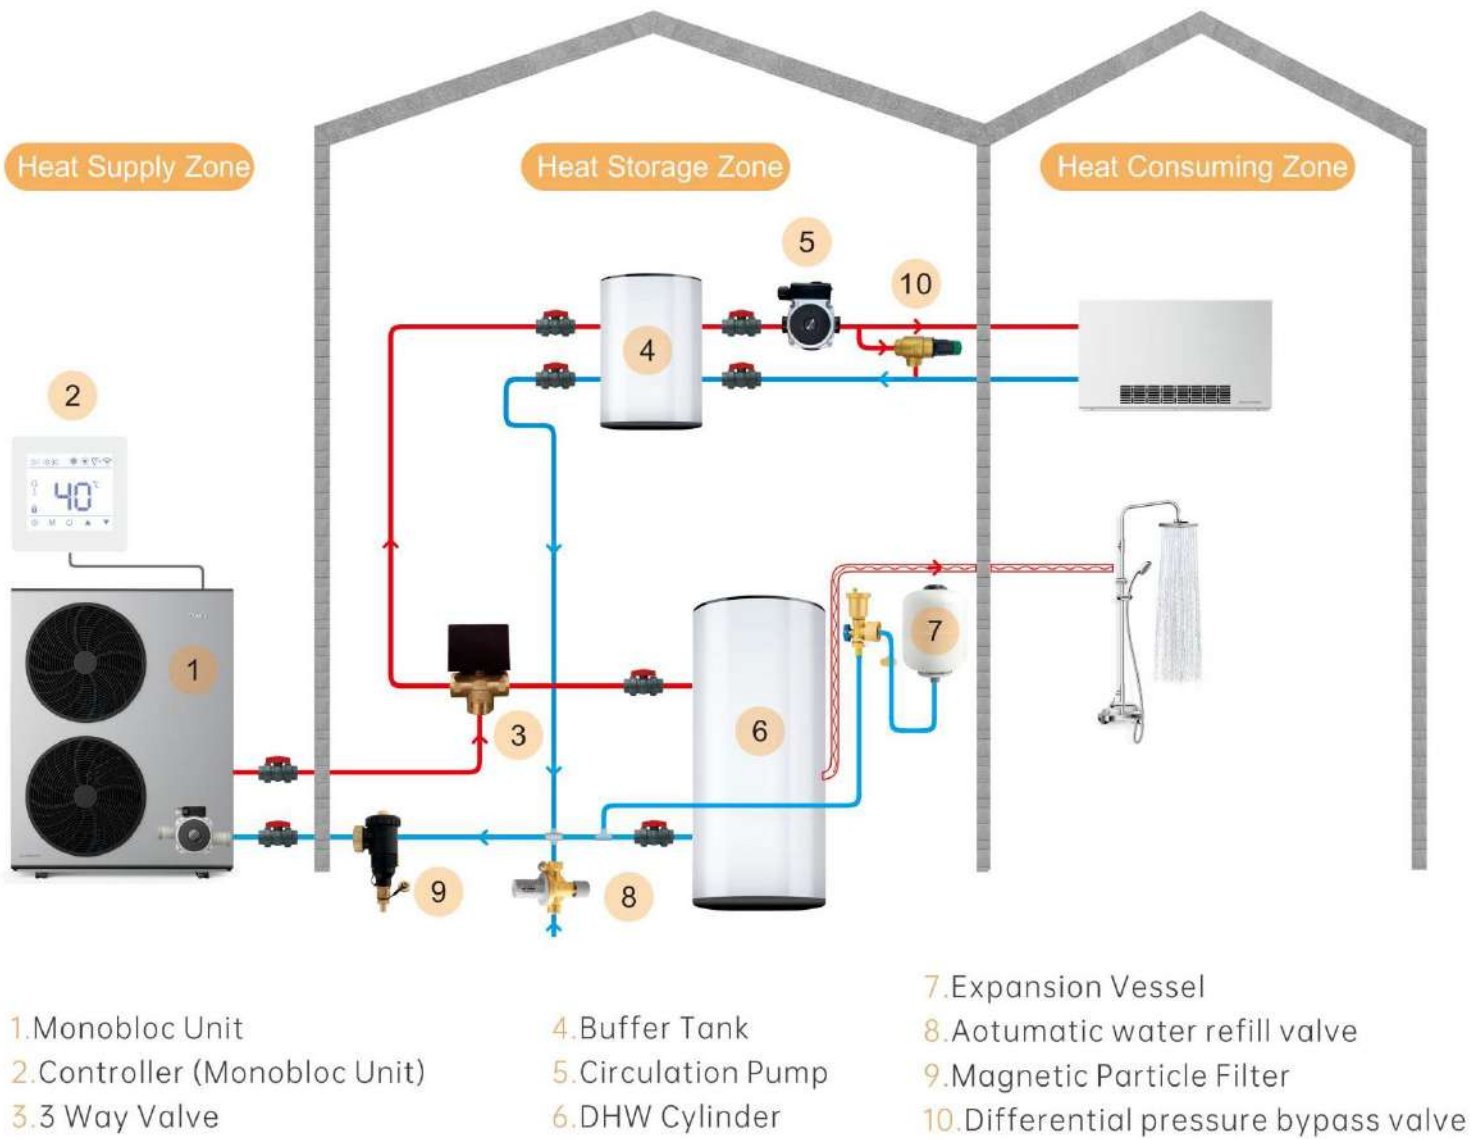 Heat Supply Zone
Heat Storage Zone
Heat Consuming Zone
5
10
4
2
40℃
M
1
7
3
6
9
8
1.Monobloc Unit
2.Controller (Monobloc Unit)
3.3 Way Valve
4.Buffer Tank
5.Circulation Pump
6.DHW Cylinder
7.Expansion Vessel
8.Aotumatic water refill valve
9.Magnetic Particle Filter
10.Differential pressure bypass valve